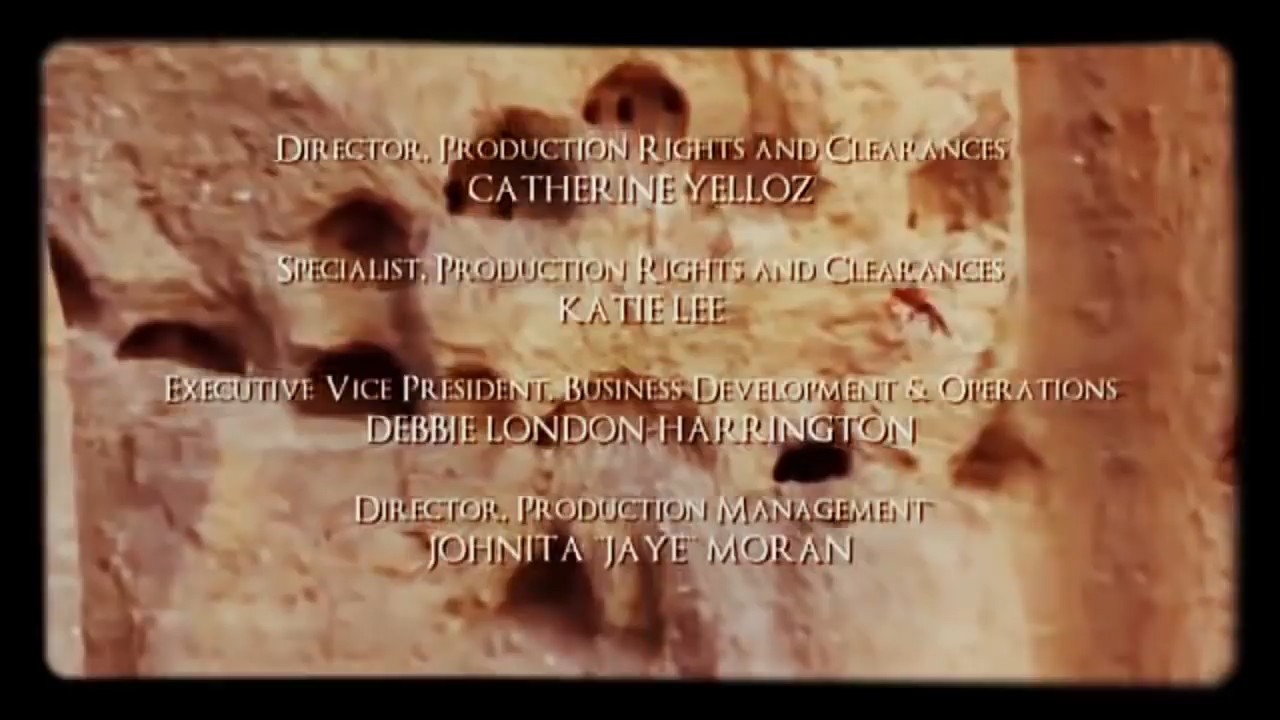 Director, Production Rights and Clearances
CATHERINE YELLOZ
Specialist, Production Rights and Clearances
KATIE LEE
Executive Vice President, Business Development & Operations
DEBBIE LONDON-HARRINGTON
Director, Production Management
JOHNITA "JAYE" MORAN